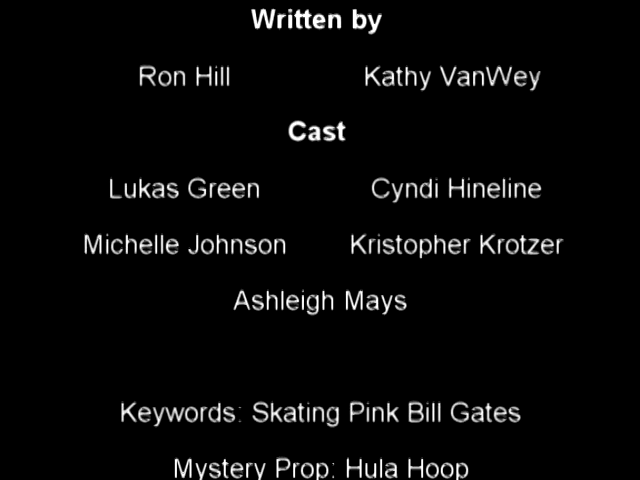 Written by
Ron Hill Kathy VanWey
Cast
Lukas Green Cyndi Hineline
Michelle Johnson Kristopher Krotzer
Ashleigh Mays
Keywords: Skating Pink Bill Gates
Mystery Prop: Hula Hoop